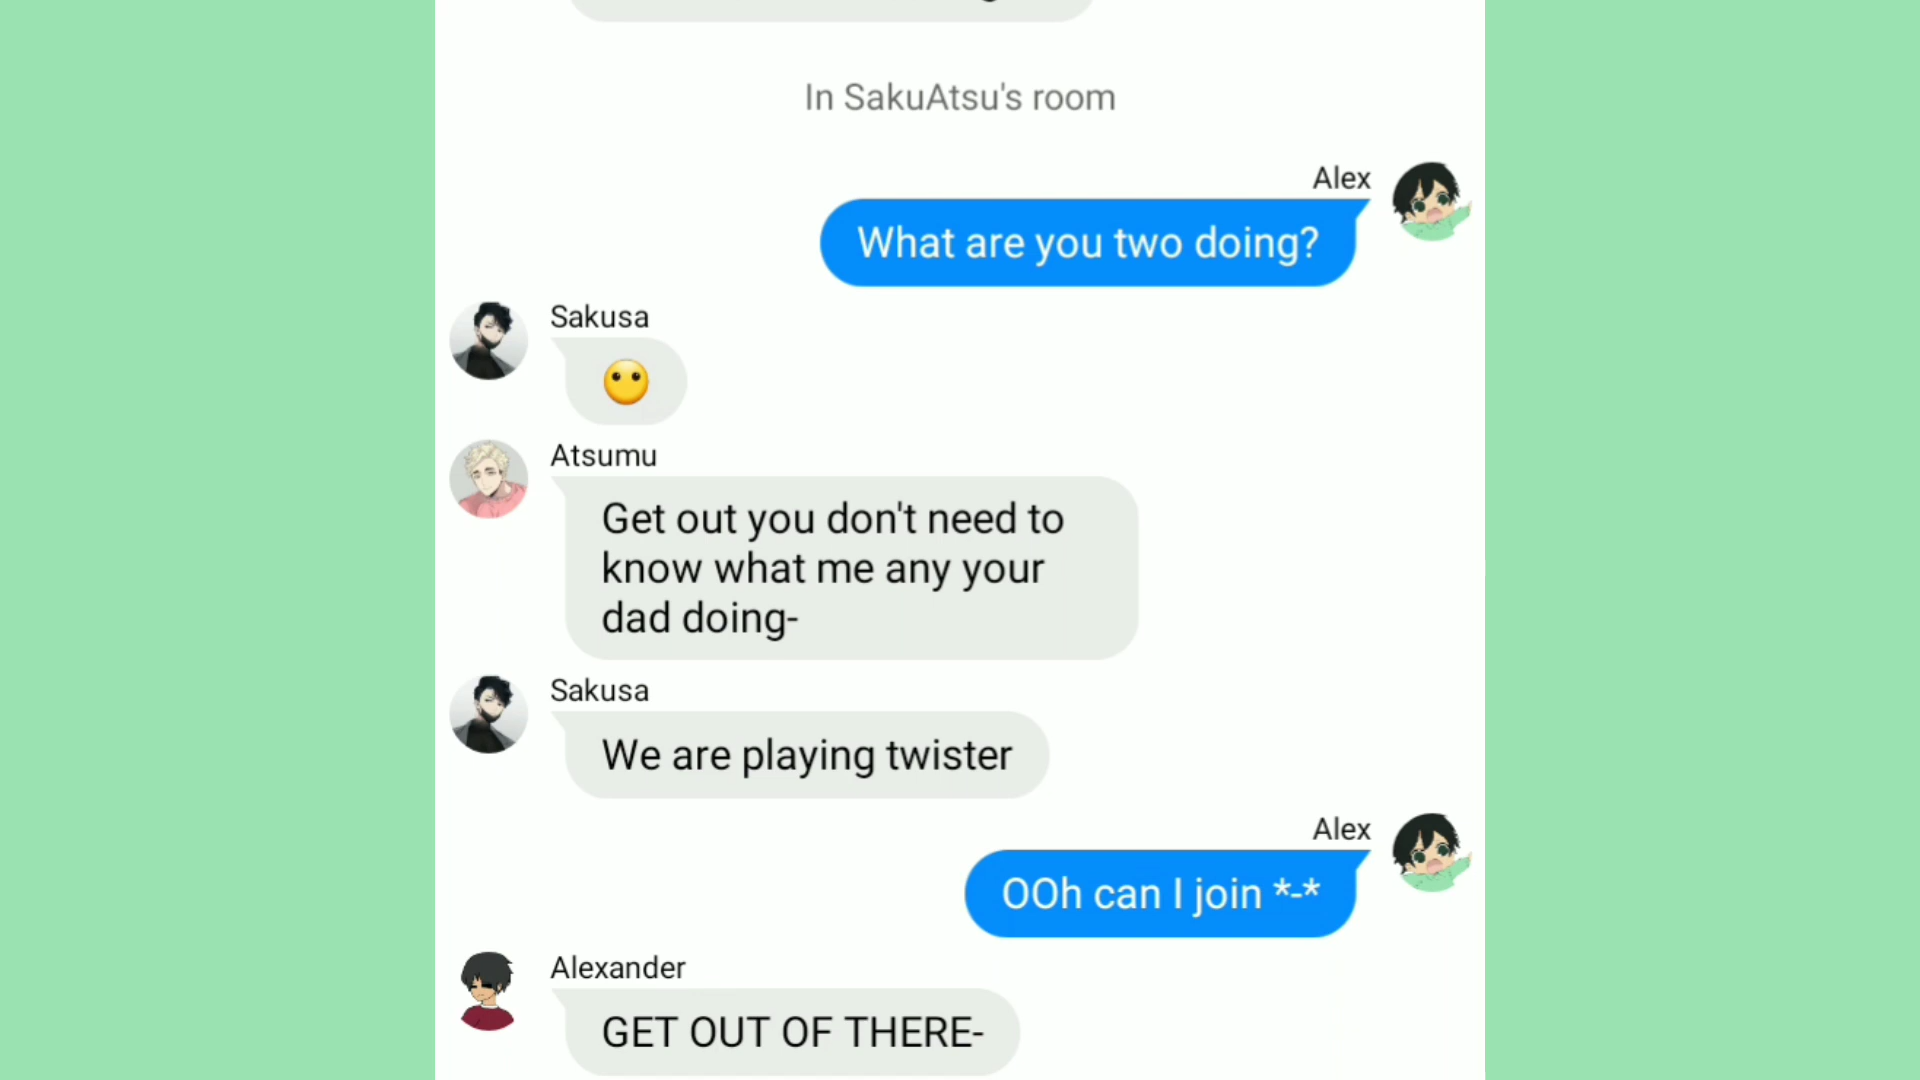 In SakuAtsu's room
Alex
What are you two doing?
Sakusa
Atsumu
Get out you don't need to
know what me any your
dad doing-
Sakusa
We are playing twister
Alex
OOh can I join *-*
Alexander
GET OUT OF THERE-